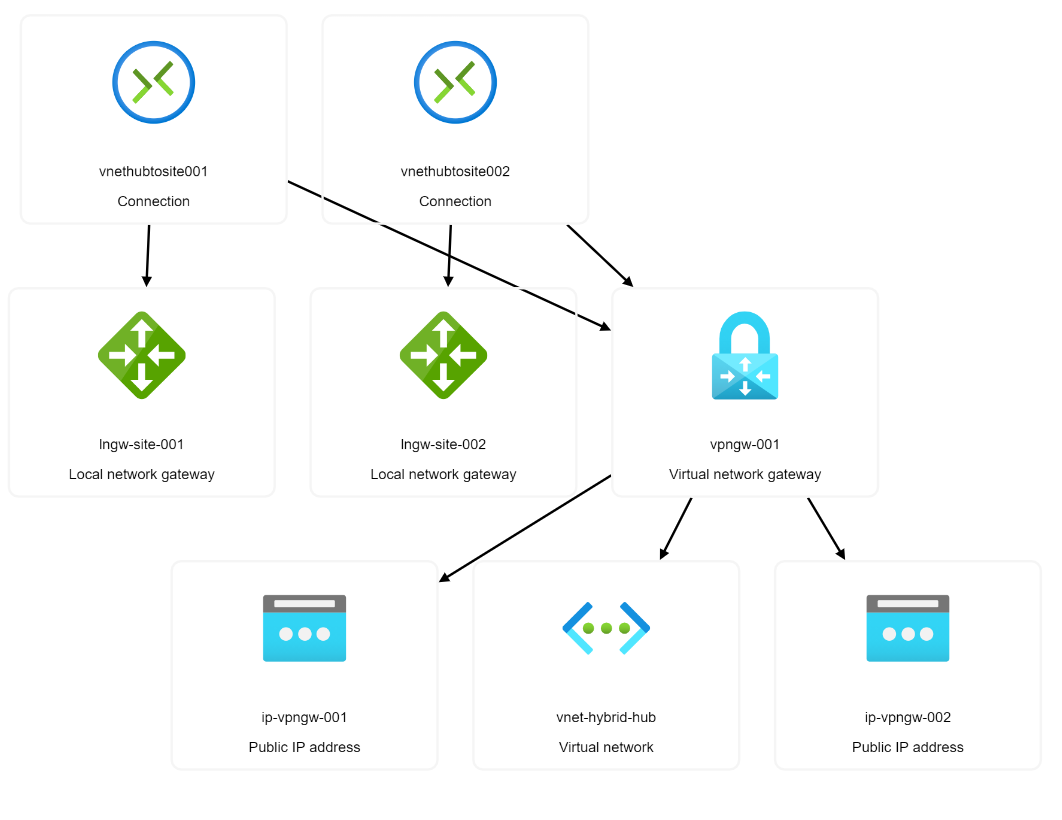 vnethubtosite001
Connection
vnethubtosite002
Connection
lngw-site-001
Local network gateway
lngw-site-002
Local network gateway
vpngw-001
Virtual network gateway
ip-vpngw-001
Public IP address
vnet-hybrid-hub
Virtual network
ip-vpngw-002
Public IP address